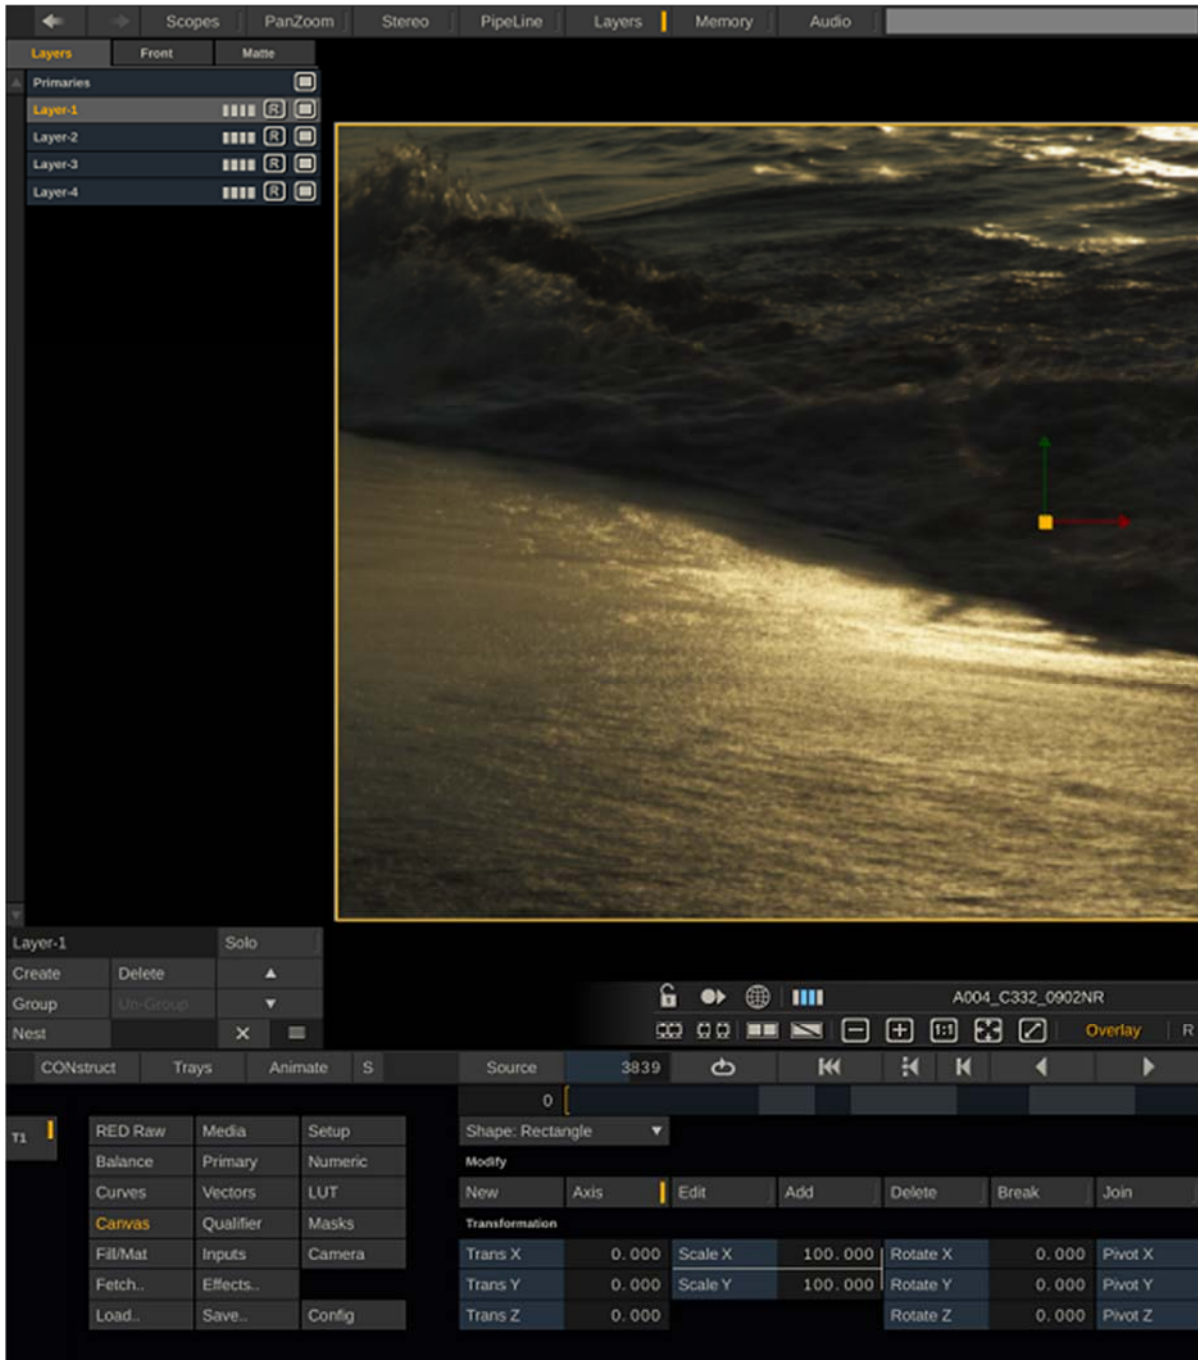 Scopes PanZoom Stereo PipeLine Layers Memory Audio
Layers Front Matte
Primaries
Layer-1 R
Layer-2 R
Layer-3 R
Layer-4 R
Layer-1 Solo
Create Delete
Group Un-Group
A004_C332_0902NR
Nest 1:1 Overlay R
CONstruct Trays Animate S Source 3839
0
T1 RED Raw Media Setup Shape: Rectangle
Balance Primary Numeric Modify
Curves Vectors LUT New Axis Edit Add Delete Break Join
Canvas Qualifier Masks Transformation
Fill/Mat Inputs Camera Trans X 0.000 Scale X 100.000 Rotate X 0.000 Pivot X
Fetch.. Effects.. Trans Y 0.000 Scale Y 100.000 Rotate Y 0.000 Pivot Y
Load.. Save.. Config Trans Z 0.000 Rotate Z 0.000 Pivot Z